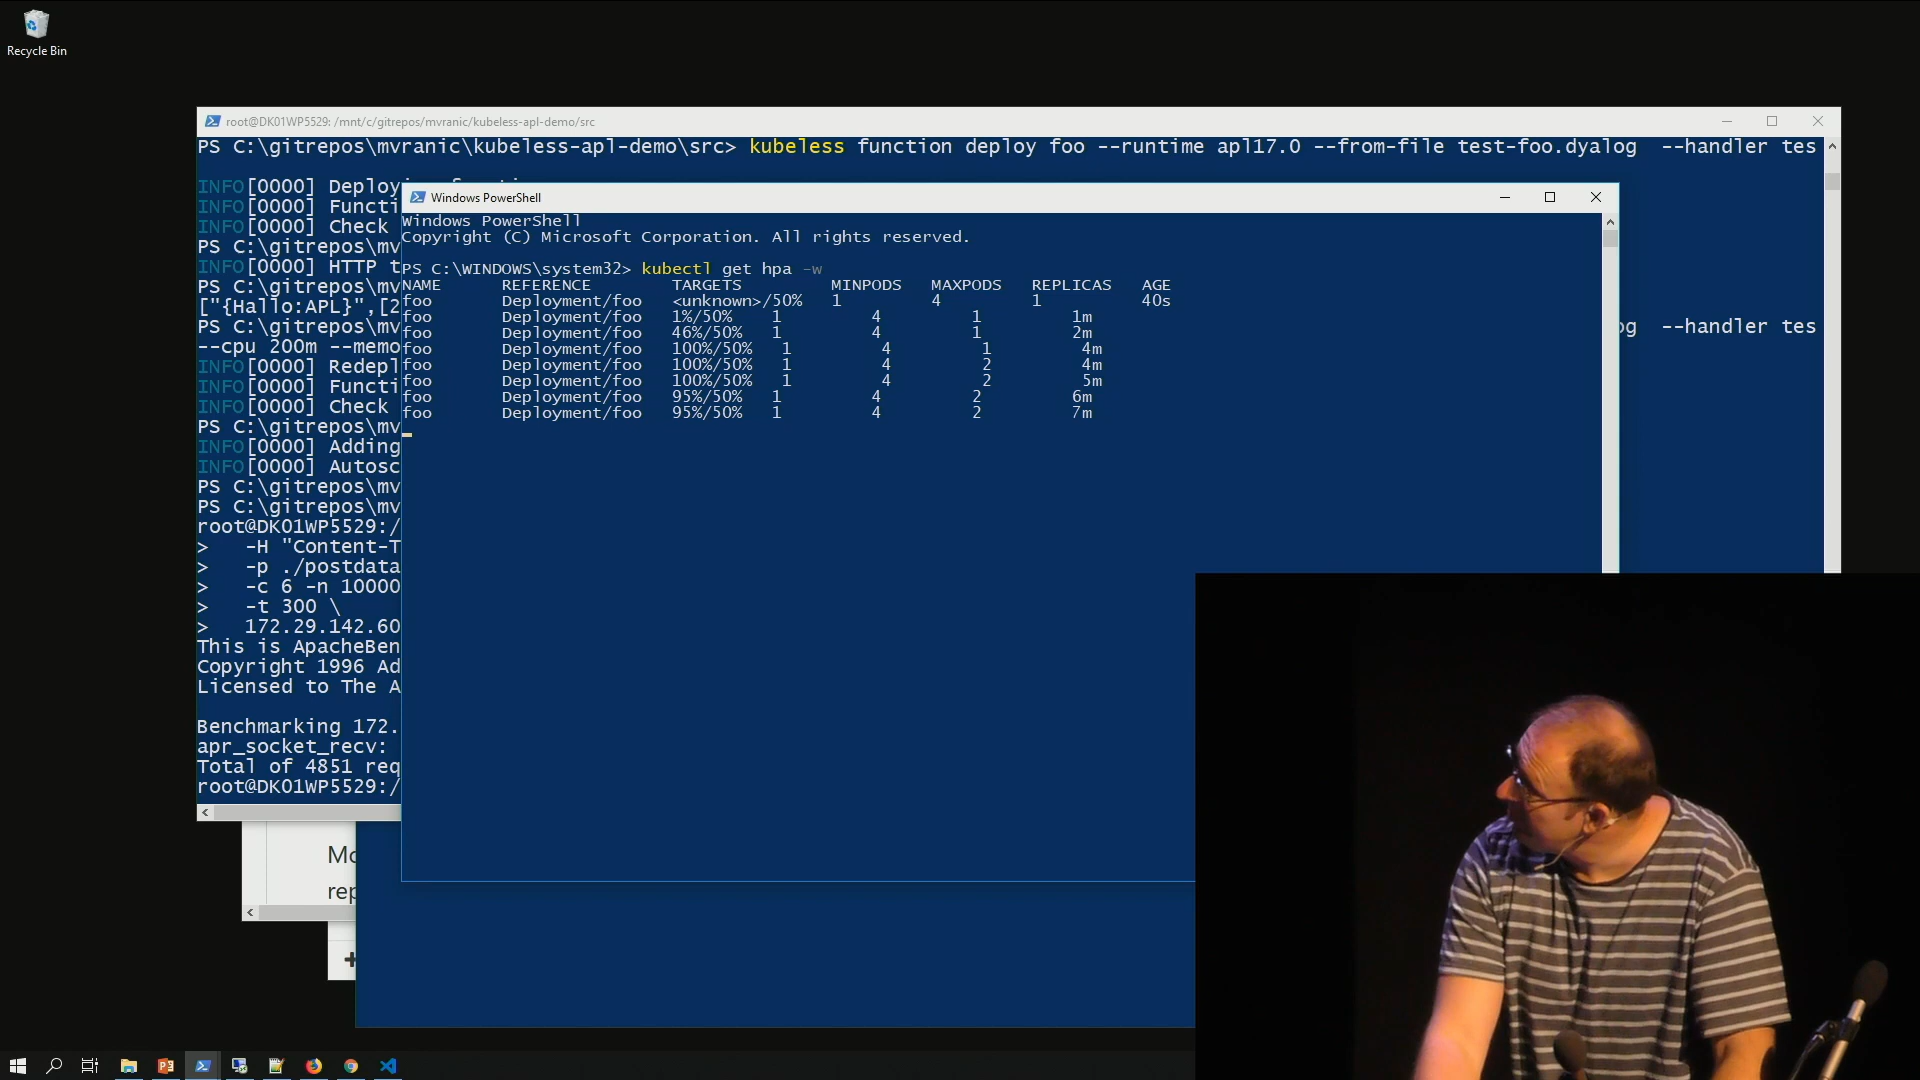 Recycle Bin
root@DK01WP5529: /mnt/c/gitrepos/mvranic/kubeless-apl-demo/src
PS C:\gitrepos\mvranic\kubeless-apl-demo\src> kubeless function deploy foo --runtime apl17.0 --from-file test-foo.dyalog  --handler tes
INFO[0000] Deploy
INFO[0000] Functi
INFO[0000] Check
PS C:\gitrepos\mv
INFO[0000] HTTP t
PS C:\gitrepos\mv
["{Hallo:APL}",[2
PS C:\gitrepos\mv
og  --handler tes
--cpu 200m --memo
INFO[0000] Redepl
INFO[0000] Functi
INFO[0000] Check
PS C:\gitrepos\mv
INFO[0000] Adding
INFO[0000] Autosc
PS C:\gitrepos\mv
PS C:\gitrepos\mv
root@DK01WP5529:/
>   -H "Content-T
>   -p ./postdata
>   -c 6 -n 10000
>   -t 300 \
>   172.29.142.60
This is ApacheBen
Copyright 1996 Ad
Licensed to The A
Benchmarking 172.
apr_socket_recv:
Total of 4851 req
root@DK01WP5529:/
Windows PowerShell
Windows PowerShell
Copyright (C) Microsoft Corporation. All rights reserved.
PS C:\WINDOWS\system32> kubectl get hpa -w
NAME      REFERENCE        TARGETS         MINPODS   MAXPODS   REPLICAS   AGE
foo       Deployment/foo   <unknown>/50%   1         4         1          40s
foo       Deployment/foo   1%/50%    1         4         1         1m
foo       Deployment/foo   46%/50%   1         4         1         2m
foo       Deployment/foo   100%/50%   1         4         1         4m
foo       Deployment/foo   100%/50%   1         4         2         4m
foo       Deployment/foo   100%/50%   1         4         2         5m
foo       Deployment/foo   95%/50%   1         4         2         6m
foo       Deployment/foo   95%/50%   1         4         2         7m
Mo
rep